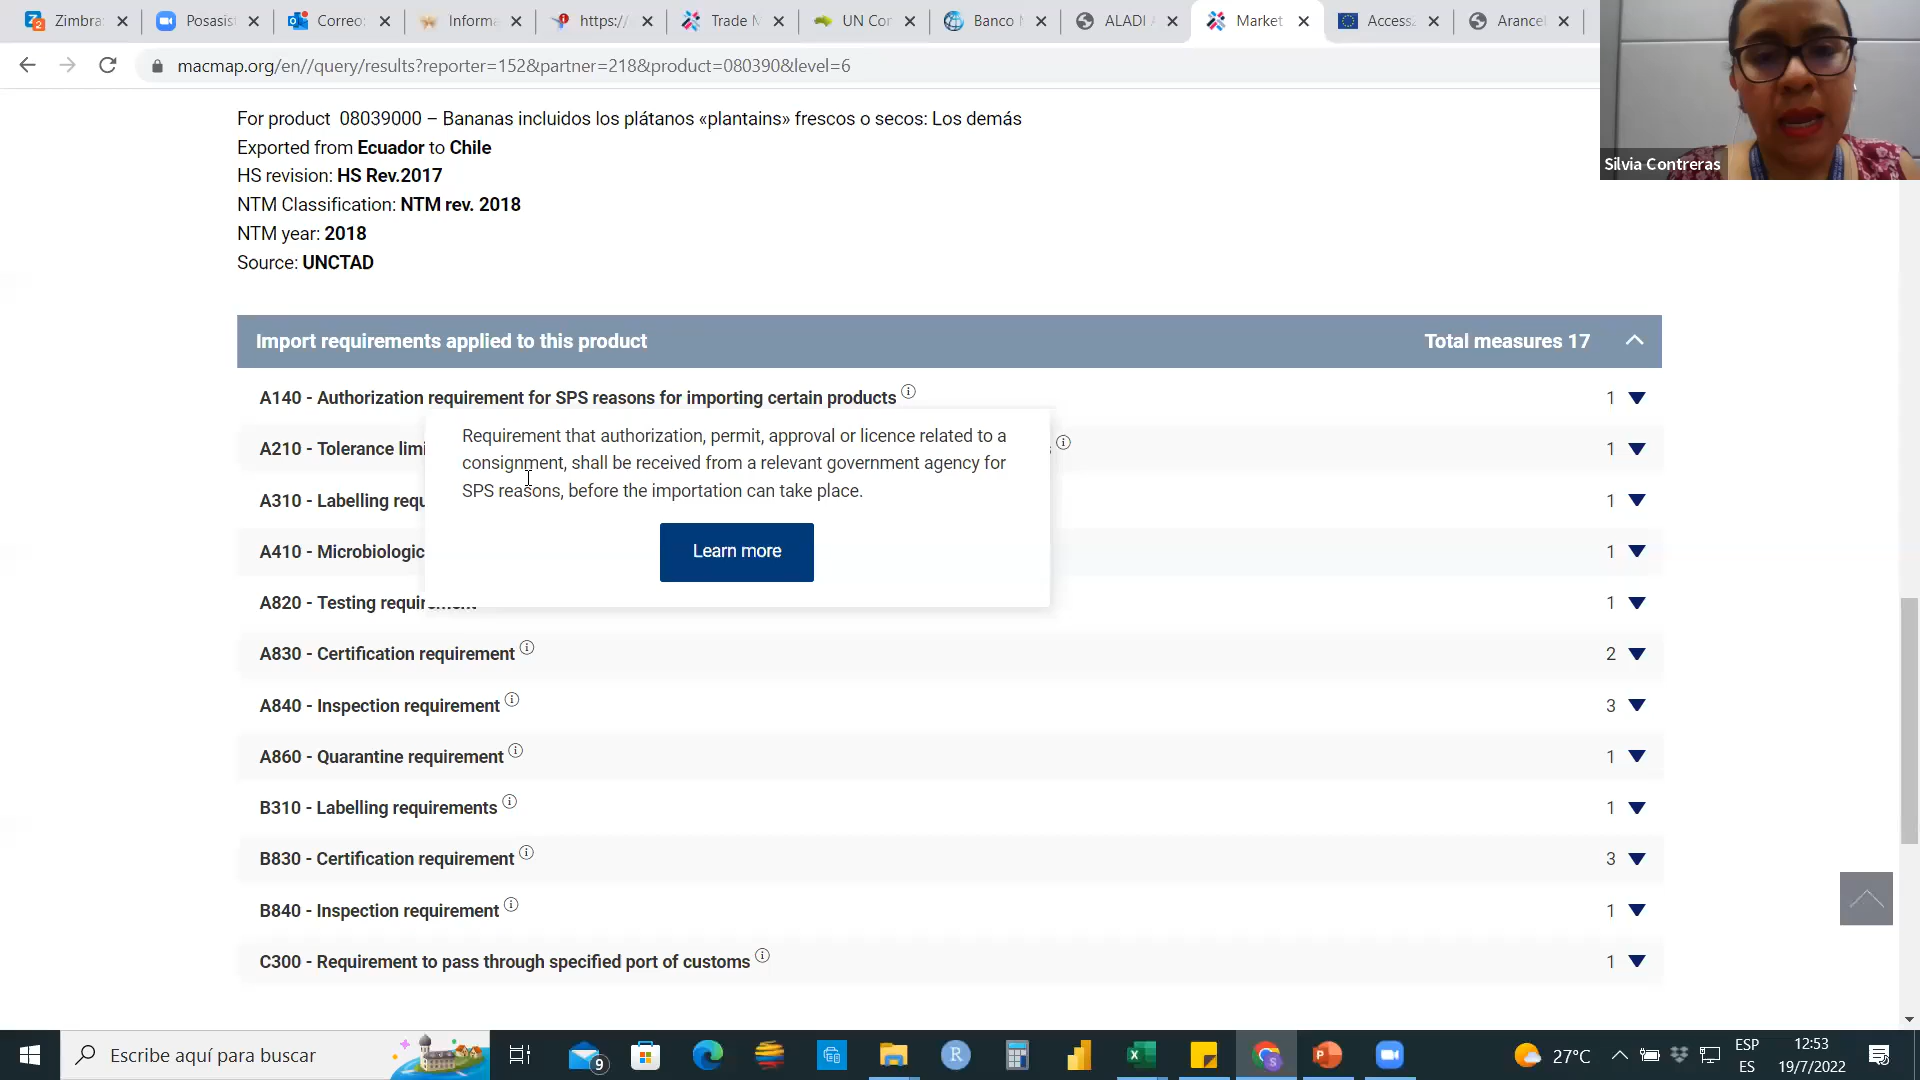 Zimbra
Posasist
Correo:
Informa
https://
Trade M
UN Con
Banco M
ALADI
Market
Access
Arancel
macmap.org/en//query/results?reporter=152&partner=218&product=080390&level=6
Silvia Contreras
For product 08039000 – Bananas incluidos los plátanos «plantains» frescos o secos: Los demás
Exported from Ecuador to Chile
HS revision: HS Rev.2017
NTM Classification: NTM rev. 2018
NTM year: 2018
Source: UNCTAD
Import requirements applied to this product Total measures 17
A140 - Authorization requirement for SPS reasons for importing certain products 1
Requirement that authorization, permit, approval or licence related to a
consignment, shall be received from a relevant government agency for
SPS reasons, before the importation can take place.
Learn more
A210 - Tolerance limi 1
A310 - Labelling requ 1
A410 - Microbiologic 1
A820 - Testing requirement 1
A830 - Certification requirement 2
A840 - Inspection requirement 3
A860 - Quarantine requirement 1
B310 - Labelling requirements 1
B830 - Certification requirement 3
B840 - Inspection requirement 1
C300 - Requirement to pass through specified port of customs 1
Escribe aquí para buscar
9
27°C
ESP
ES
12:53
19/7/2022